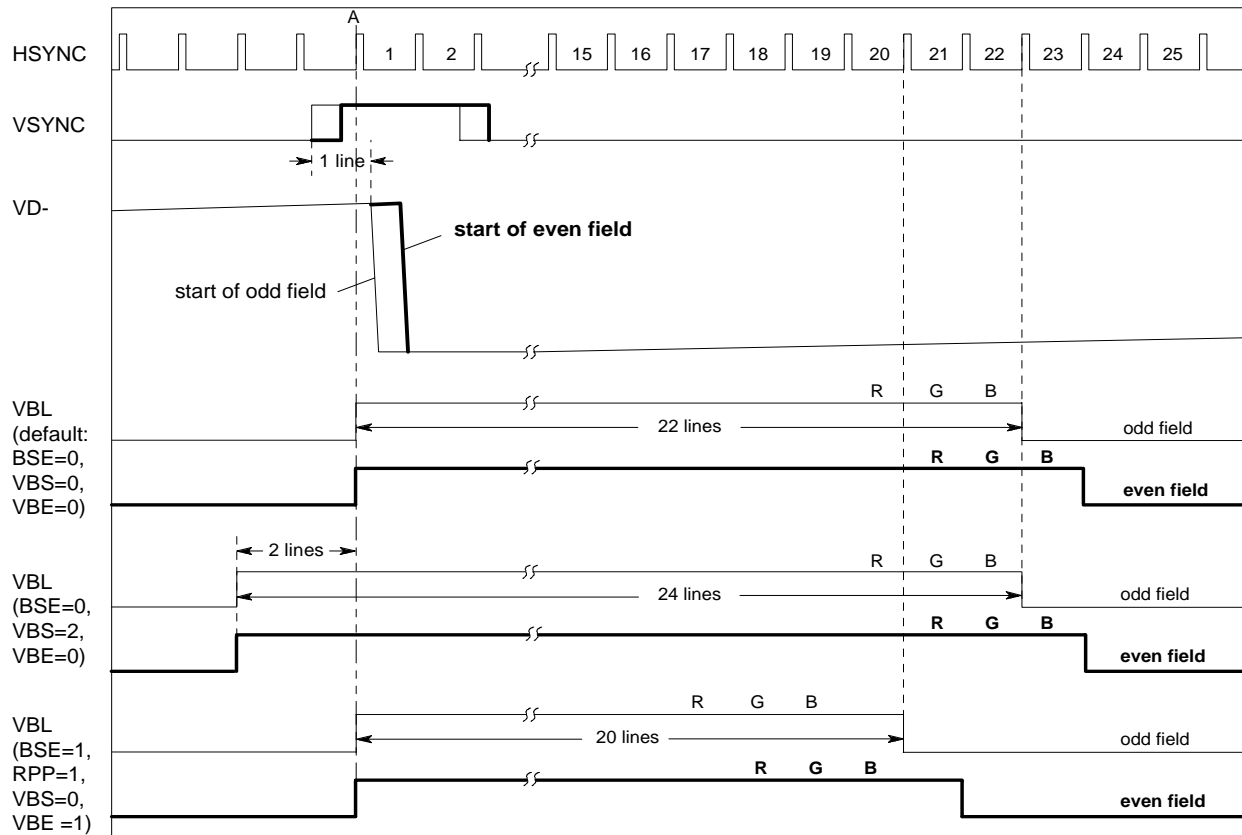 A
HSYNC 1 2 15 16 17 18 19 20 21 22 23 24 25
VSYNC
1 line
VD-
start of even field
start of odd field
VBL
(default:
BSE=0,
VBS=0,
VBE=0)
R G B
22 lines
odd field
R G B
even field
2 lines
VBL
(BSE=0,
VBS=2,
VBE=0)
R G B
24 lines
odd field
R G B
even field
VBL
(BSE=1,
RPP=1,
VBS=0,
VBE =1)
R G B
20 lines
odd field
R G B
even field